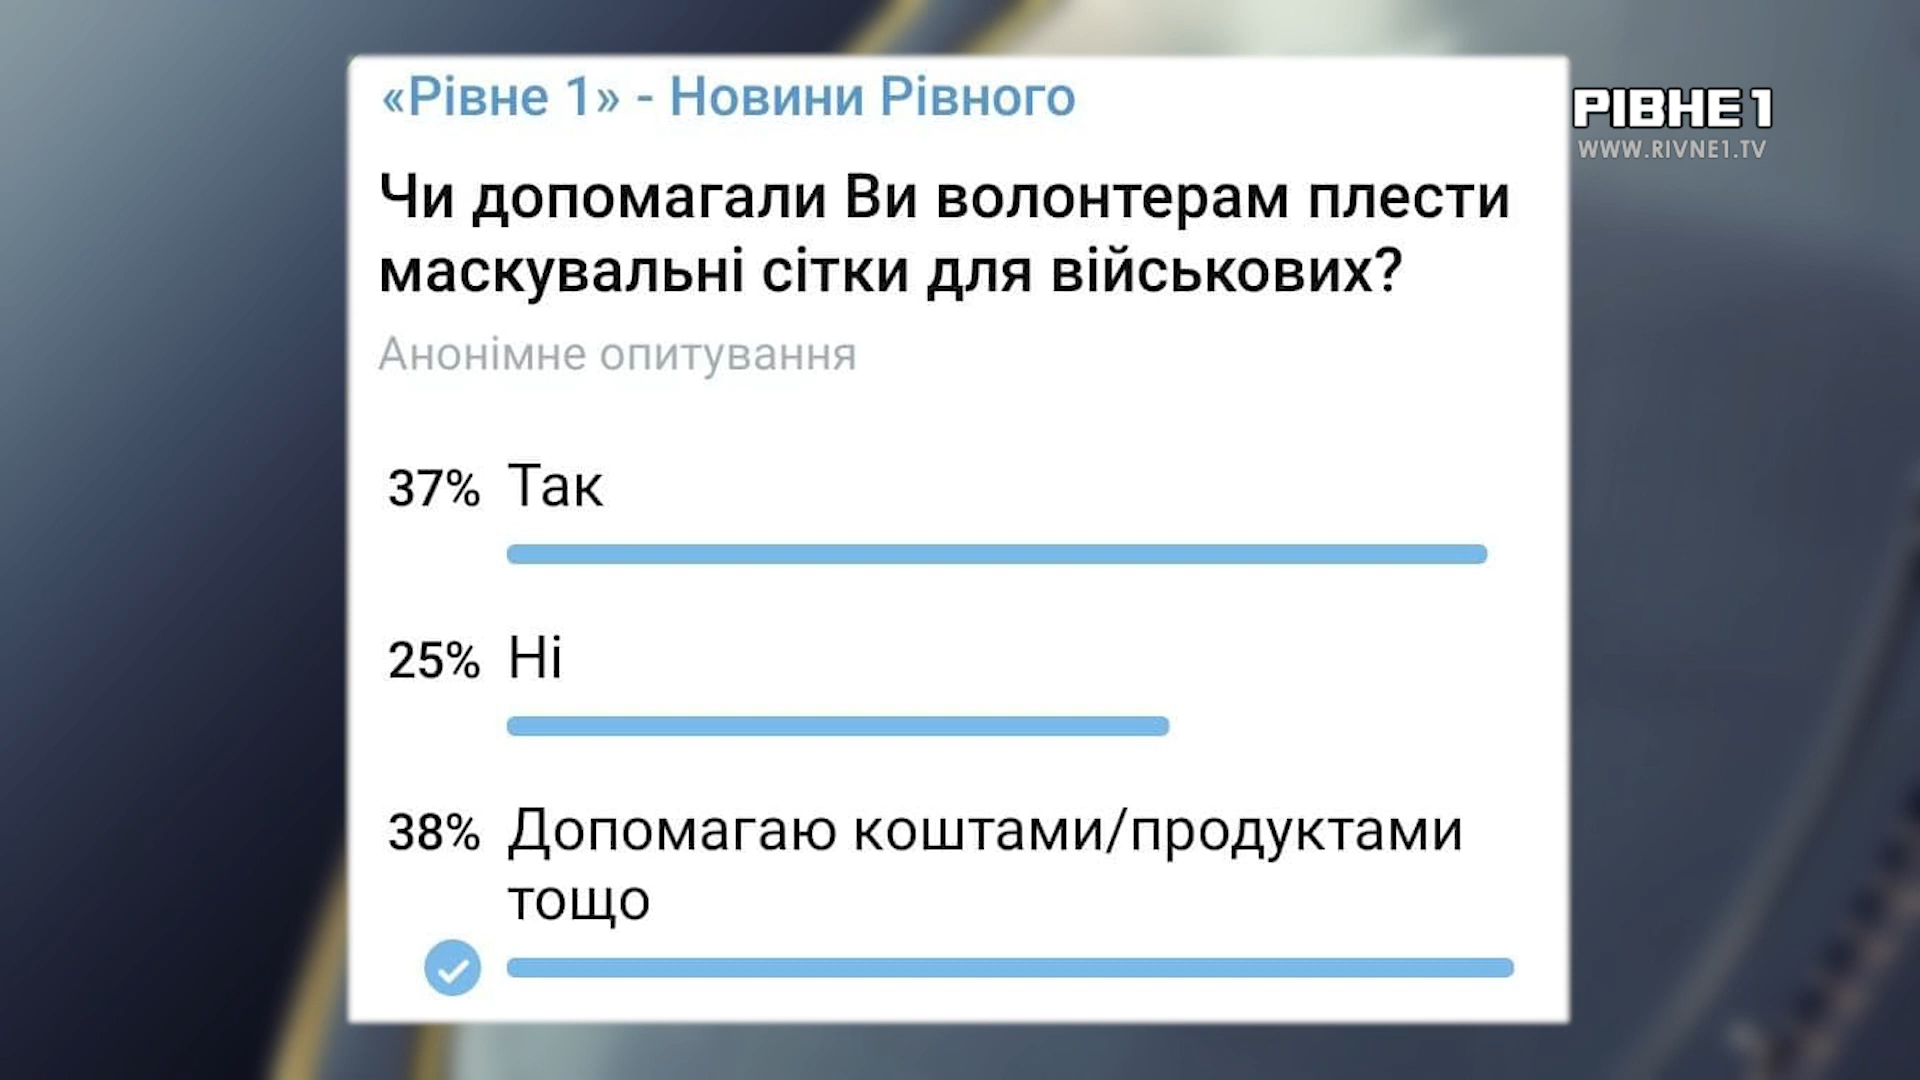 «Рівне 1» - Новини Рівного
РІВНЕ 1
WWW.RIVNE1.TV
Чи допомагали Ви волонтерам плести
маскувальні сітки для військових?
Анонімне опитування
37% Так
25% Ні
38% Допомагаю коштами/продуктами
тощо